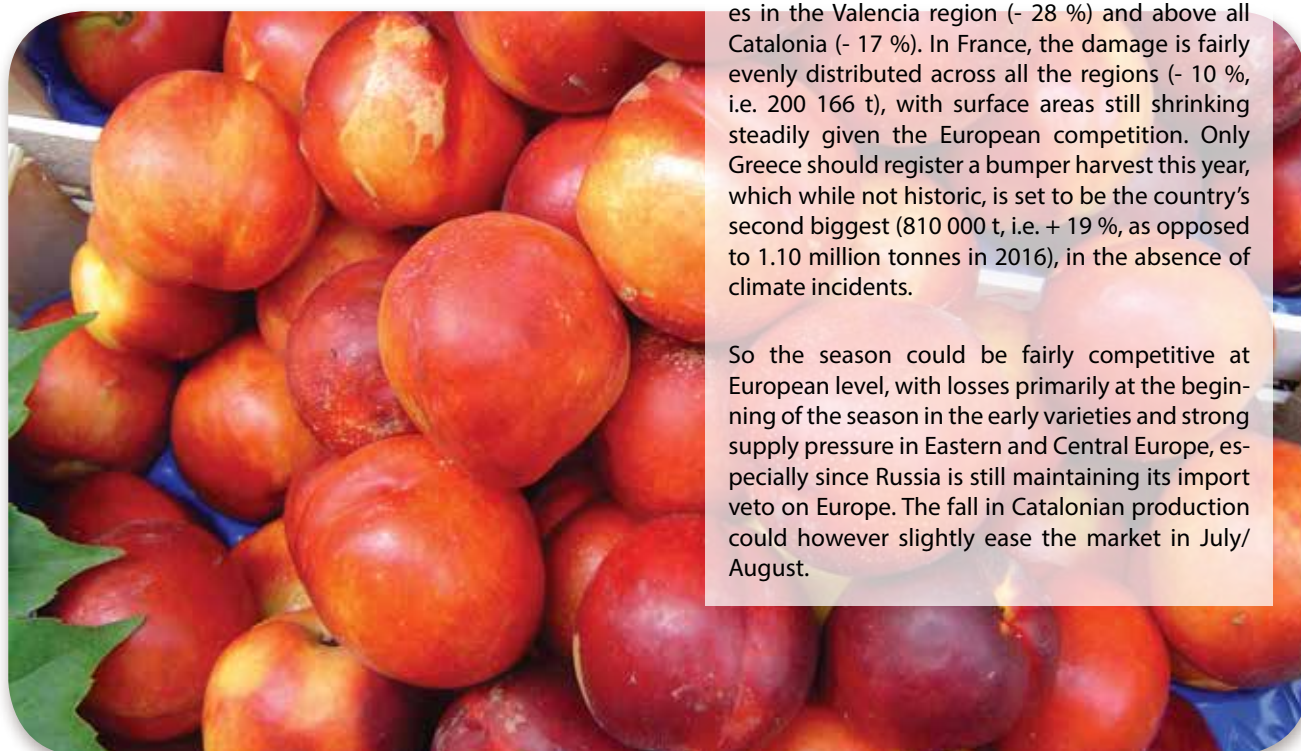 es in the Valencia region (- 28 %) and above all
Catalonia (- 17 %). In France, the damage is fairly
evenly distributed across all the regions (- 10 %,
i.e. 200 166 t), with surface areas still shrinking
steadily given the European competition. Only
Greece should register a bumper harvest this year,
which while not historic, is set to be the country’s
second biggest (810 000 t, i.e. + 19 %, as opposed
to 1.10 million tonnes in 2016), in the absence of
climate incidents.
So the season could be fairly competitive at
European level, with losses primarily at the begin-
ning of the season in the early varieties and strong
supply pressure in Eastern and Central Europe, es-
pecially since Russia is still maintaining its import
veto on Europe. The fall in Catalonian production
could however slightly ease the market in July/
August.